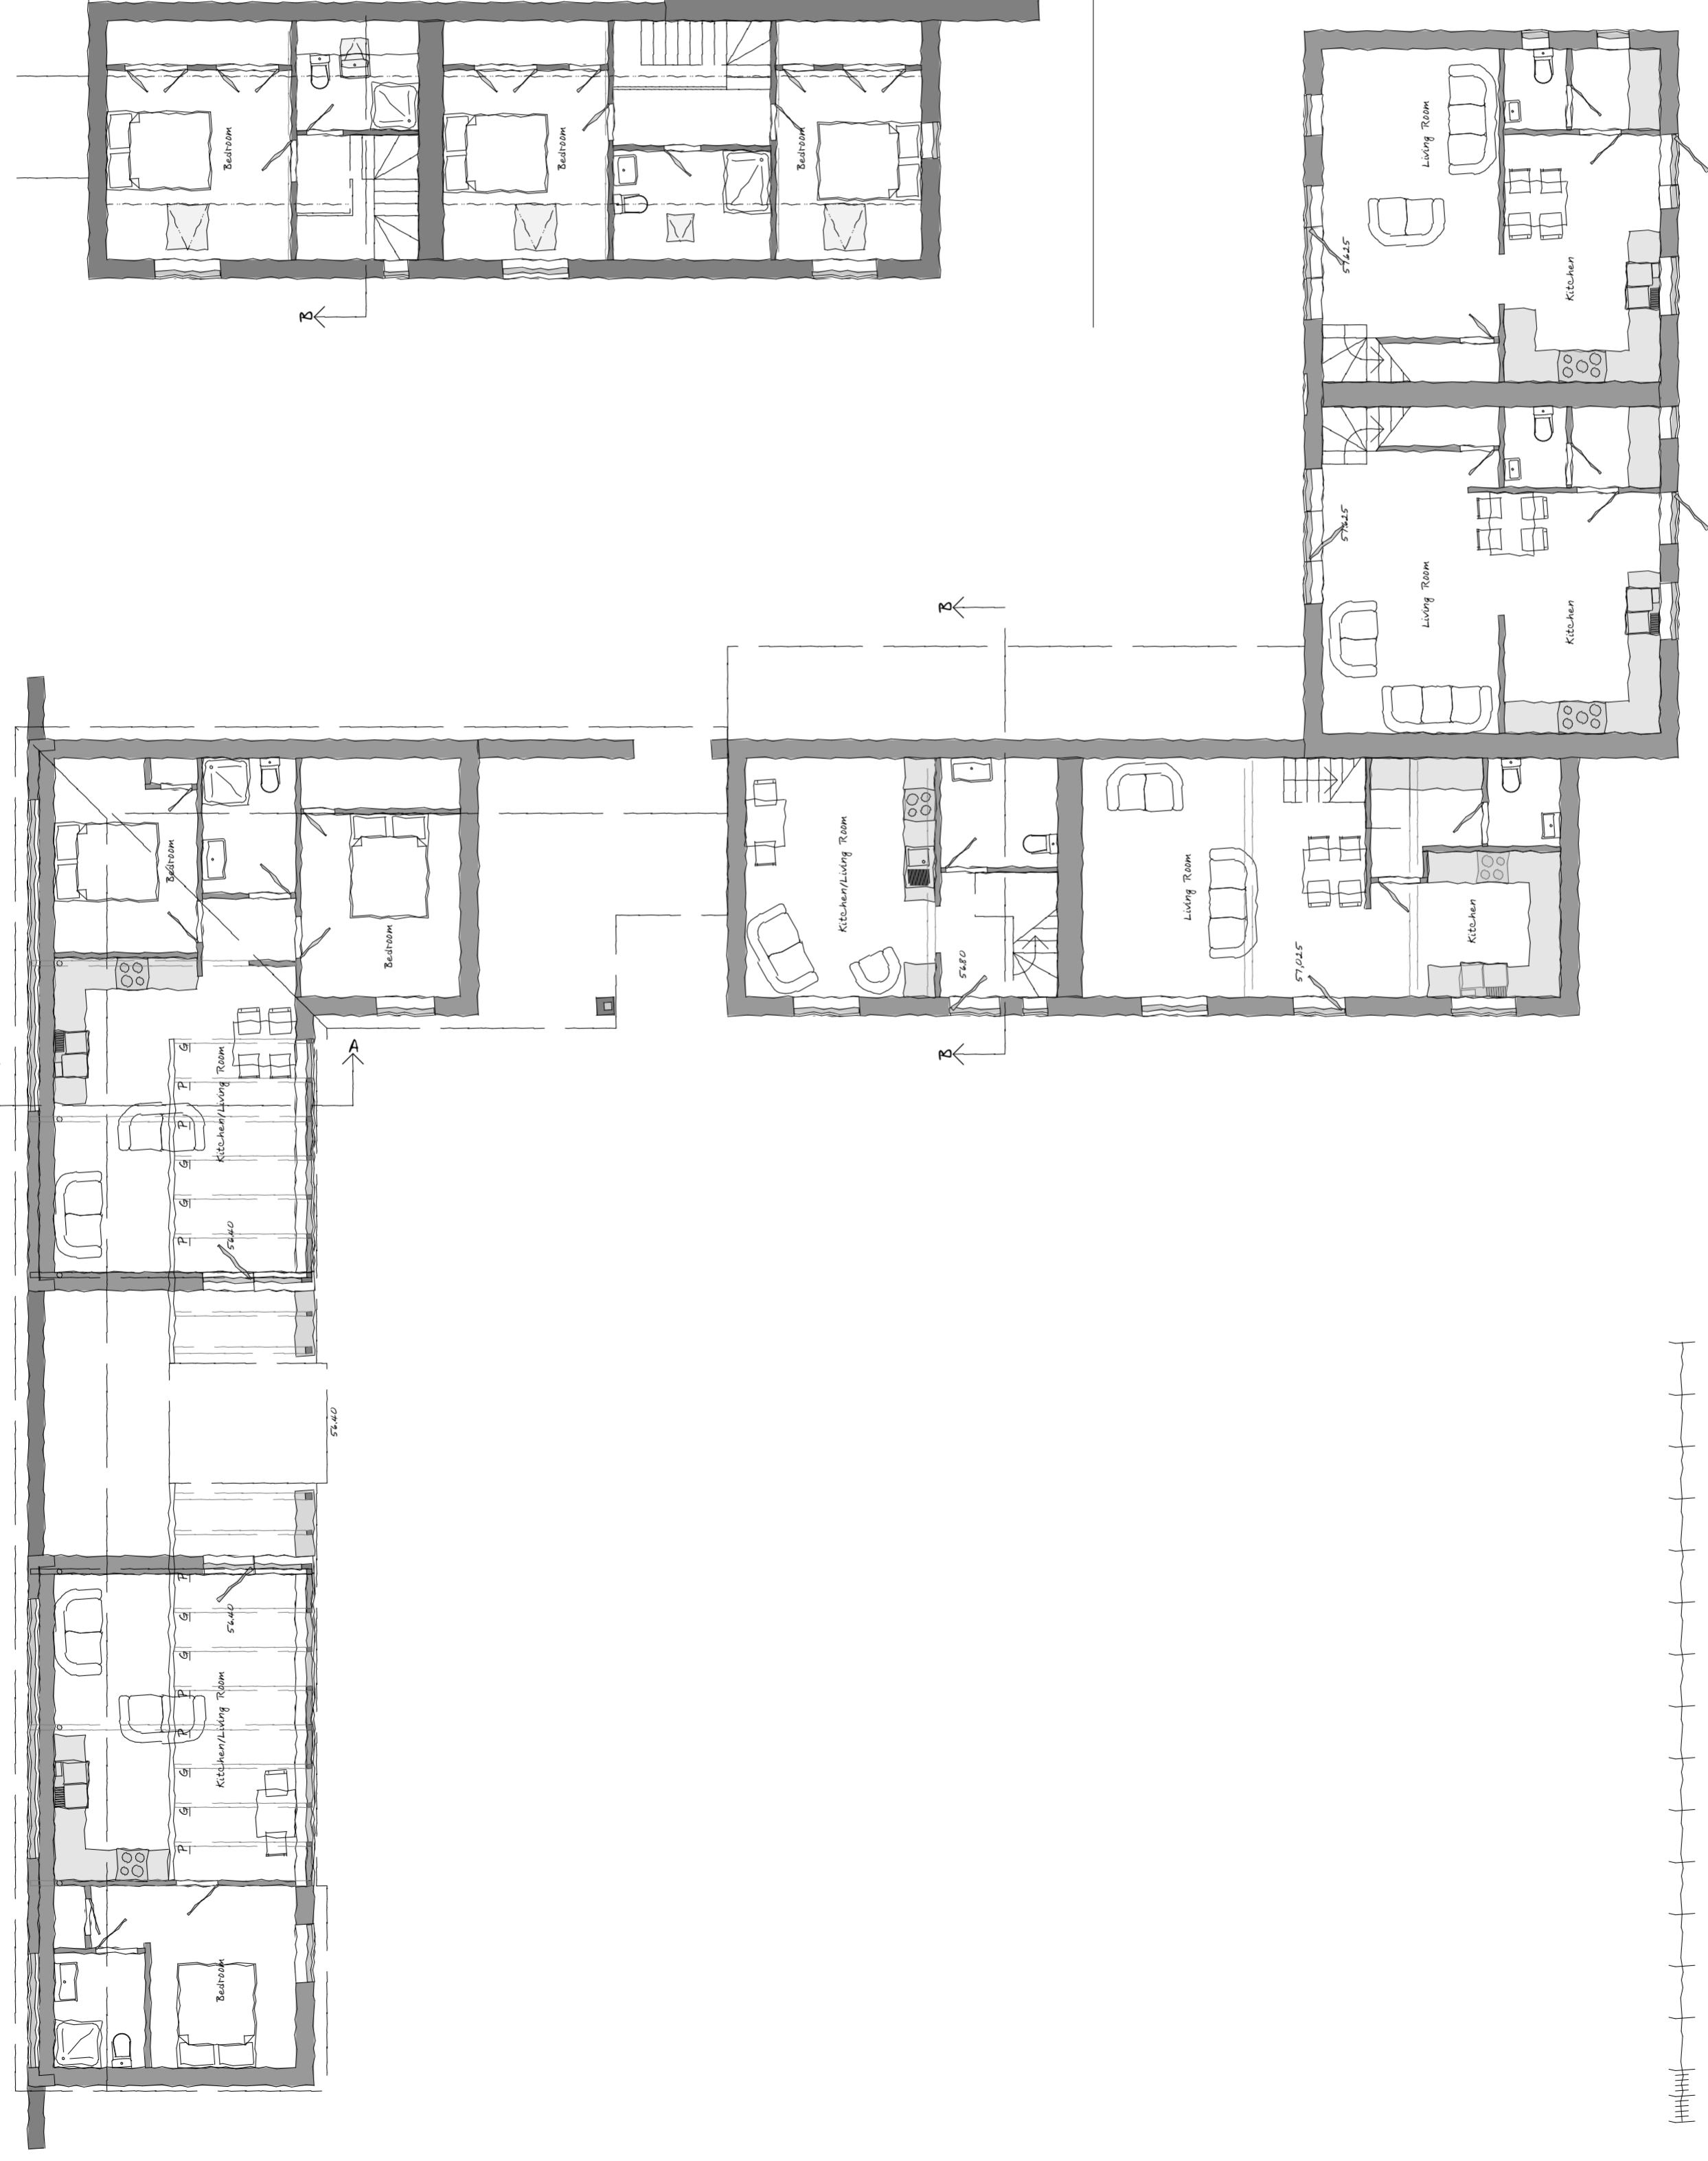 Bedroom
Bedroom
Bedroom
B
Living Room
57.625
Kitchen
57.625
Living Room
Kitchen
B
Bedroom
Bedroom
Kitchen/Living Room
56.80
Living Room
57.025
Kitchen
B
A
G
P
P
G
G
P
Kitchen/Living Room
56.40
56.40
P
G
G
P
P
G
G
P
56.40
Kitchen/Living Room
Bedroom